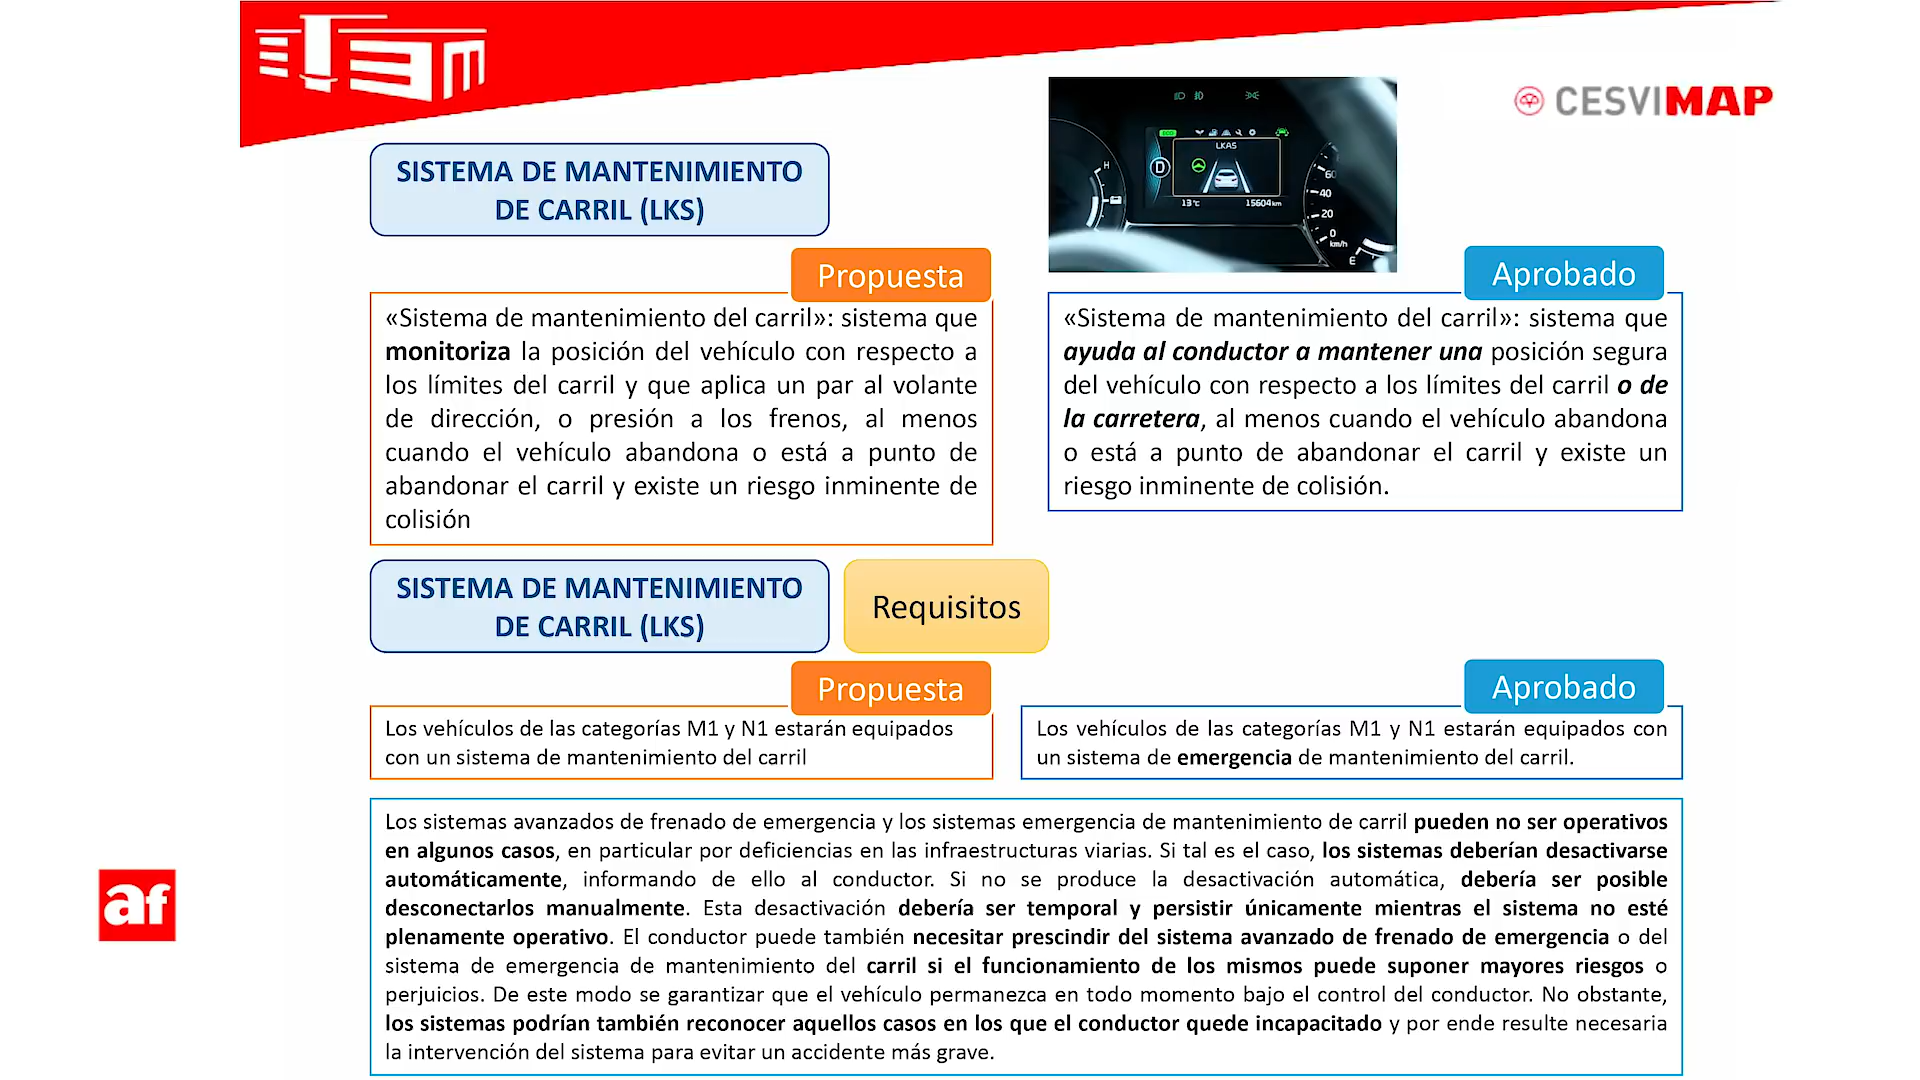 CESVIMAP
SISTEMA DE MANTENIMIENTO
DE CARRIL (LKS)
LKAS
D
H
13°C
15604km
60
40
20
0
km/h
E
ECO
Propuesta
«Sistema de mantenimiento del carril»: sistema que
monitoriza la posición del vehículo con respecto a
los límites del carril y que aplica un par al volante
de dirección, o presión a los frenos, al menos
cuando el vehículo abandona o está a punto de
abandonar el carril y existe un riesgo inminente de
colisión
Aprobado
«Sistema de mantenimiento del carril»: sistema que
ayuda al conductor a mantener una posición segura
del vehículo con respecto a los límites del carril o de
la carretera, al menos cuando el vehículo abandona
o está a punto de abandonar el carril y existe un
riesgo inminente de colisión.
SISTEMA DE MANTENIMIENTO
DE CARRIL (LKS)
Requisitos
Propuesta
Los vehículos de las categorías M1 y N1 estarán equipados
con un sistema de mantenimiento del carril
Aprobado
Los vehículos de las categorías M1 y N1 estarán equipados con
un sistema de emergencia de mantenimiento del carril.
Los sistemas avanzados de frenado de emergencia y los sistemas emergencia de mantenimiento de carril pueden no ser operativos
en algunos casos, en particular por deficiencias en las infraestructuras viarias. Si tal es el caso, los sistemas deberían desactivarse
automáticamente, informando de ello al conductor. Si no se produce la desactivación automática, debería ser posible
desconectarlos manualmente. Esta desactivación debería ser temporal y persistir únicamente mientras el sistema no esté
plenamente operativo. El conductor puede también necesitar prescindir del sistema avanzado de frenado de emergencia o del
sistema de emergencia de mantenimiento del carril si el funcionamiento de los mismos puede suponer mayores riesgos o
perjuicios. De este modo se garantizar que el vehículo permanezca en todo momento bajo el control del conductor. No obstante,
los sistemas podrían también reconocer aquellos casos en los que el conductor quede incapacitado y por ende resulte necesaria
la intervención del sistema para evitar un accidente más grave.
af